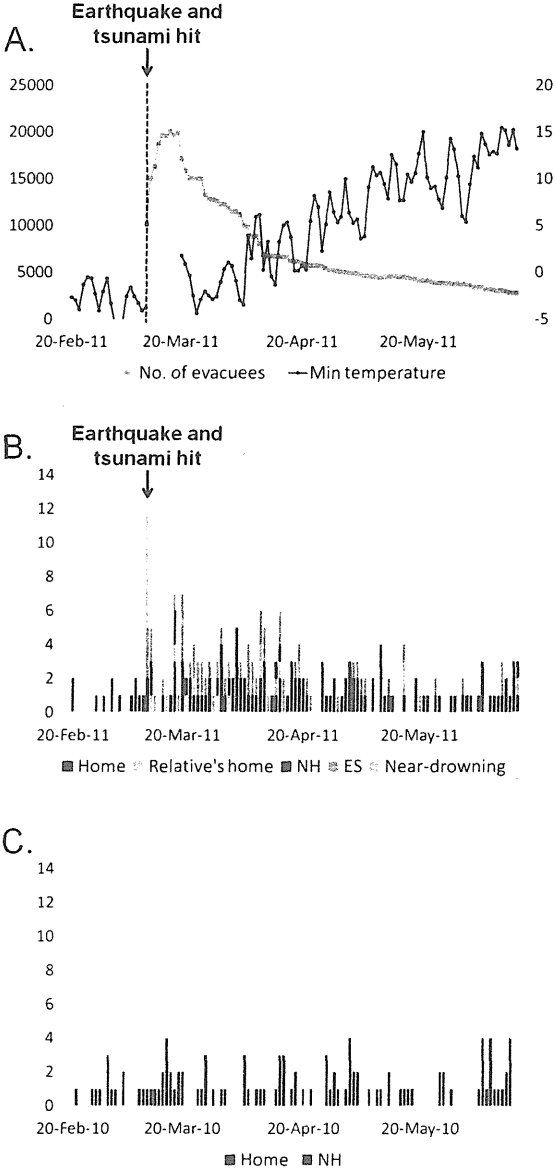 Earthquake and
tsunami hit
A.
25000
20000
15000
10000
5000
0
20
15
10
5
0
-5
20-Feb-11 20-Mar-11 20-Apr-11 20-May-11
No. of evacuees Min temperature
Earthquake and
tsunami hit
B.
14
12
10
8
6
4
2
0
20-Feb-11 20-Mar-11 20-Apr-11 20-May-11
Home Relative's home NH ES Near-drowning
C.
14
12
10
8
6
4
2
0
20-Feb-10 20-Mar-10 20-Apr-10 20-May-10
Home NH